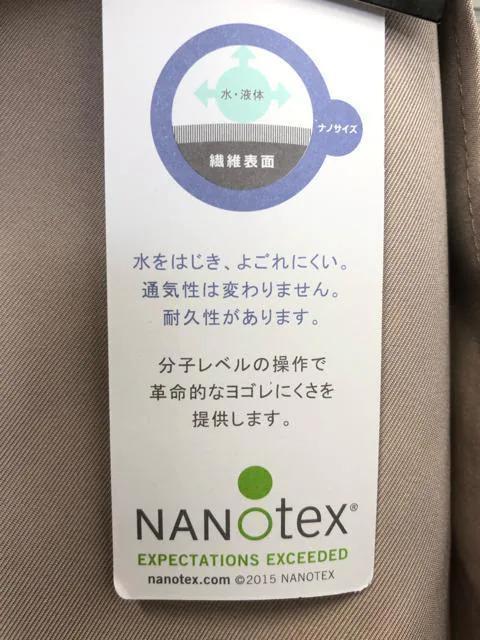 水・液体
ナノサイズ
繊維表面
水をはじき、よごれにくい。
通気性は変わりません。
耐久性があります。
分子レベルの操作で
革命的なヨゴレにくさを
提供します。
NANOtex®
EXPECTATIONS EXCEEDED
nanotex.com ©2015 NANOTEX